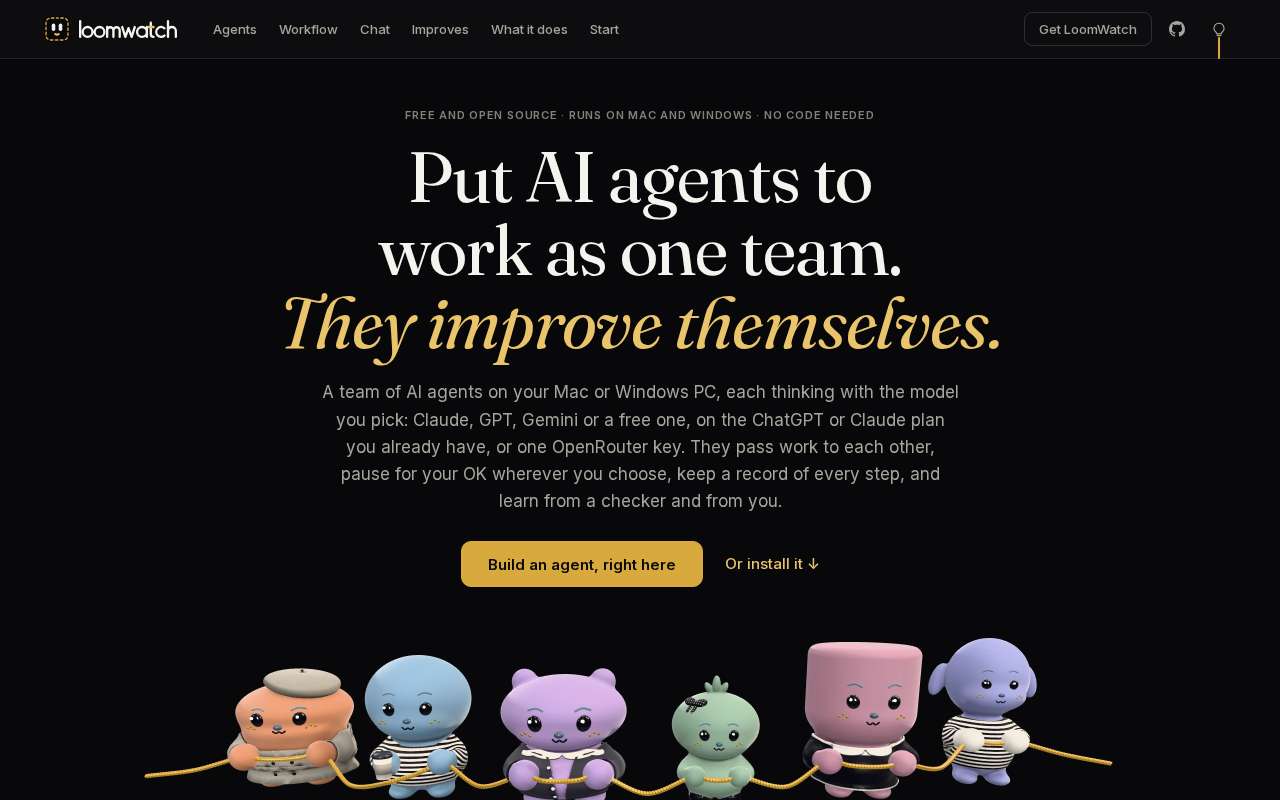 loomwatch
Agents
Workflow
Chat
Improves
What it does
Start
Get LoomWatch
FREE AND OPEN SOURCE · RUNS ON MAC AND WINDOWS · NO CODE NEEDED
Put AI agents to
work as one team.
They improve themselves.
A team of AI agents on your Mac or Windows PC, each thinking with the model
you pick: Claude, GPT, Gemini or a free one, on the ChatGPT or Claude plan
you already have, or one OpenRouter key. They pass work to each other,
pause for your OK wherever you choose, keep a record of every step, and
learn from a checker and from you.
Build an agent, right here
Or install it ↓